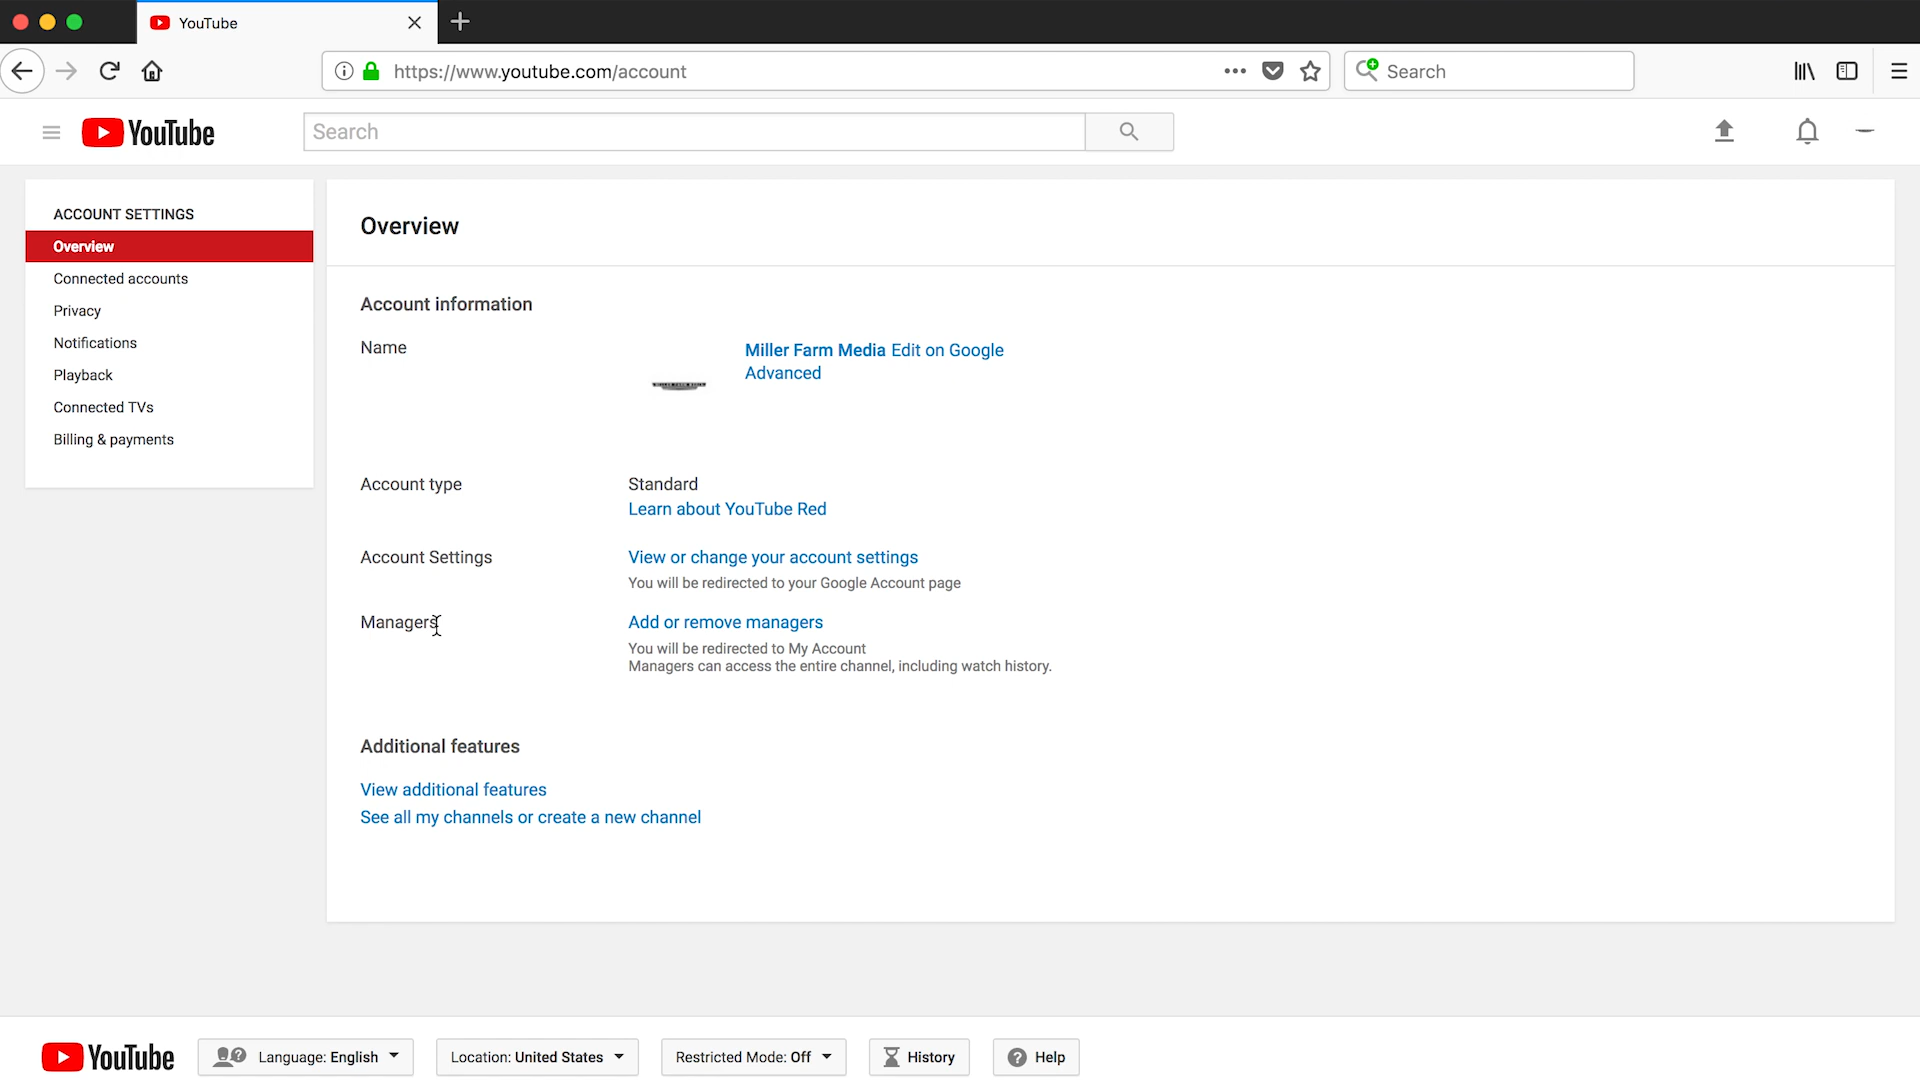 YouTube
https://www.youtube.com/account
Search
YouTube
Search
ACCOUNT SETTINGS
Overview
Connected accounts
Privacy
Notifications
Playback
Connected TVs
Billing & payments
Overview
Account information
Name
Miller Farm Media Edit on Google
Advanced
MILLER FARM MEDIA
Account type
Standard
Learn about YouTube Red
Account Settings
View or change your account settings
You will be redirected to your Google Account page
Managers
Add or remove managers
You will be redirected to My Account
Managers can access the entire channel, including watch history.
Additional features
View additional features
See all my channels or create a new channel
YouTube
Language: English
Location: United States
Restricted Mode: Off
History
Help